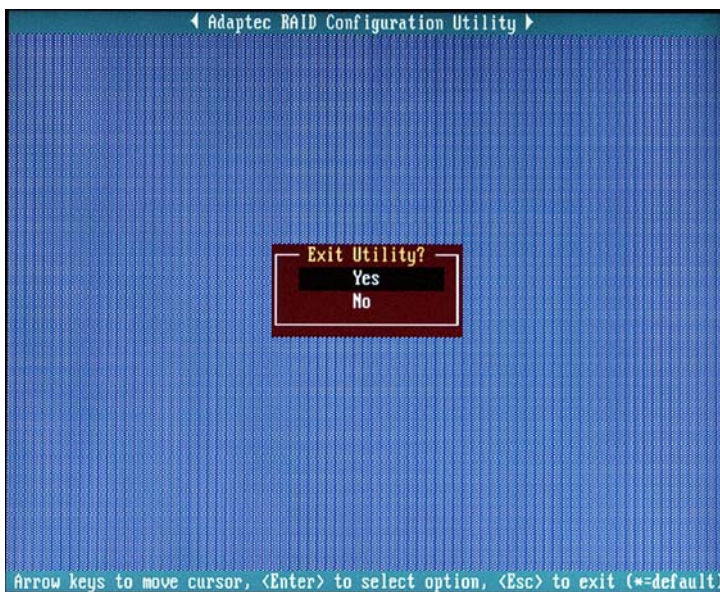 Adaptec RAID Configuration Utility
Exit Utility?
Yes
No
Arrow keys to move cursor, <Enter> to select option, <Esc> to exit (*=default)